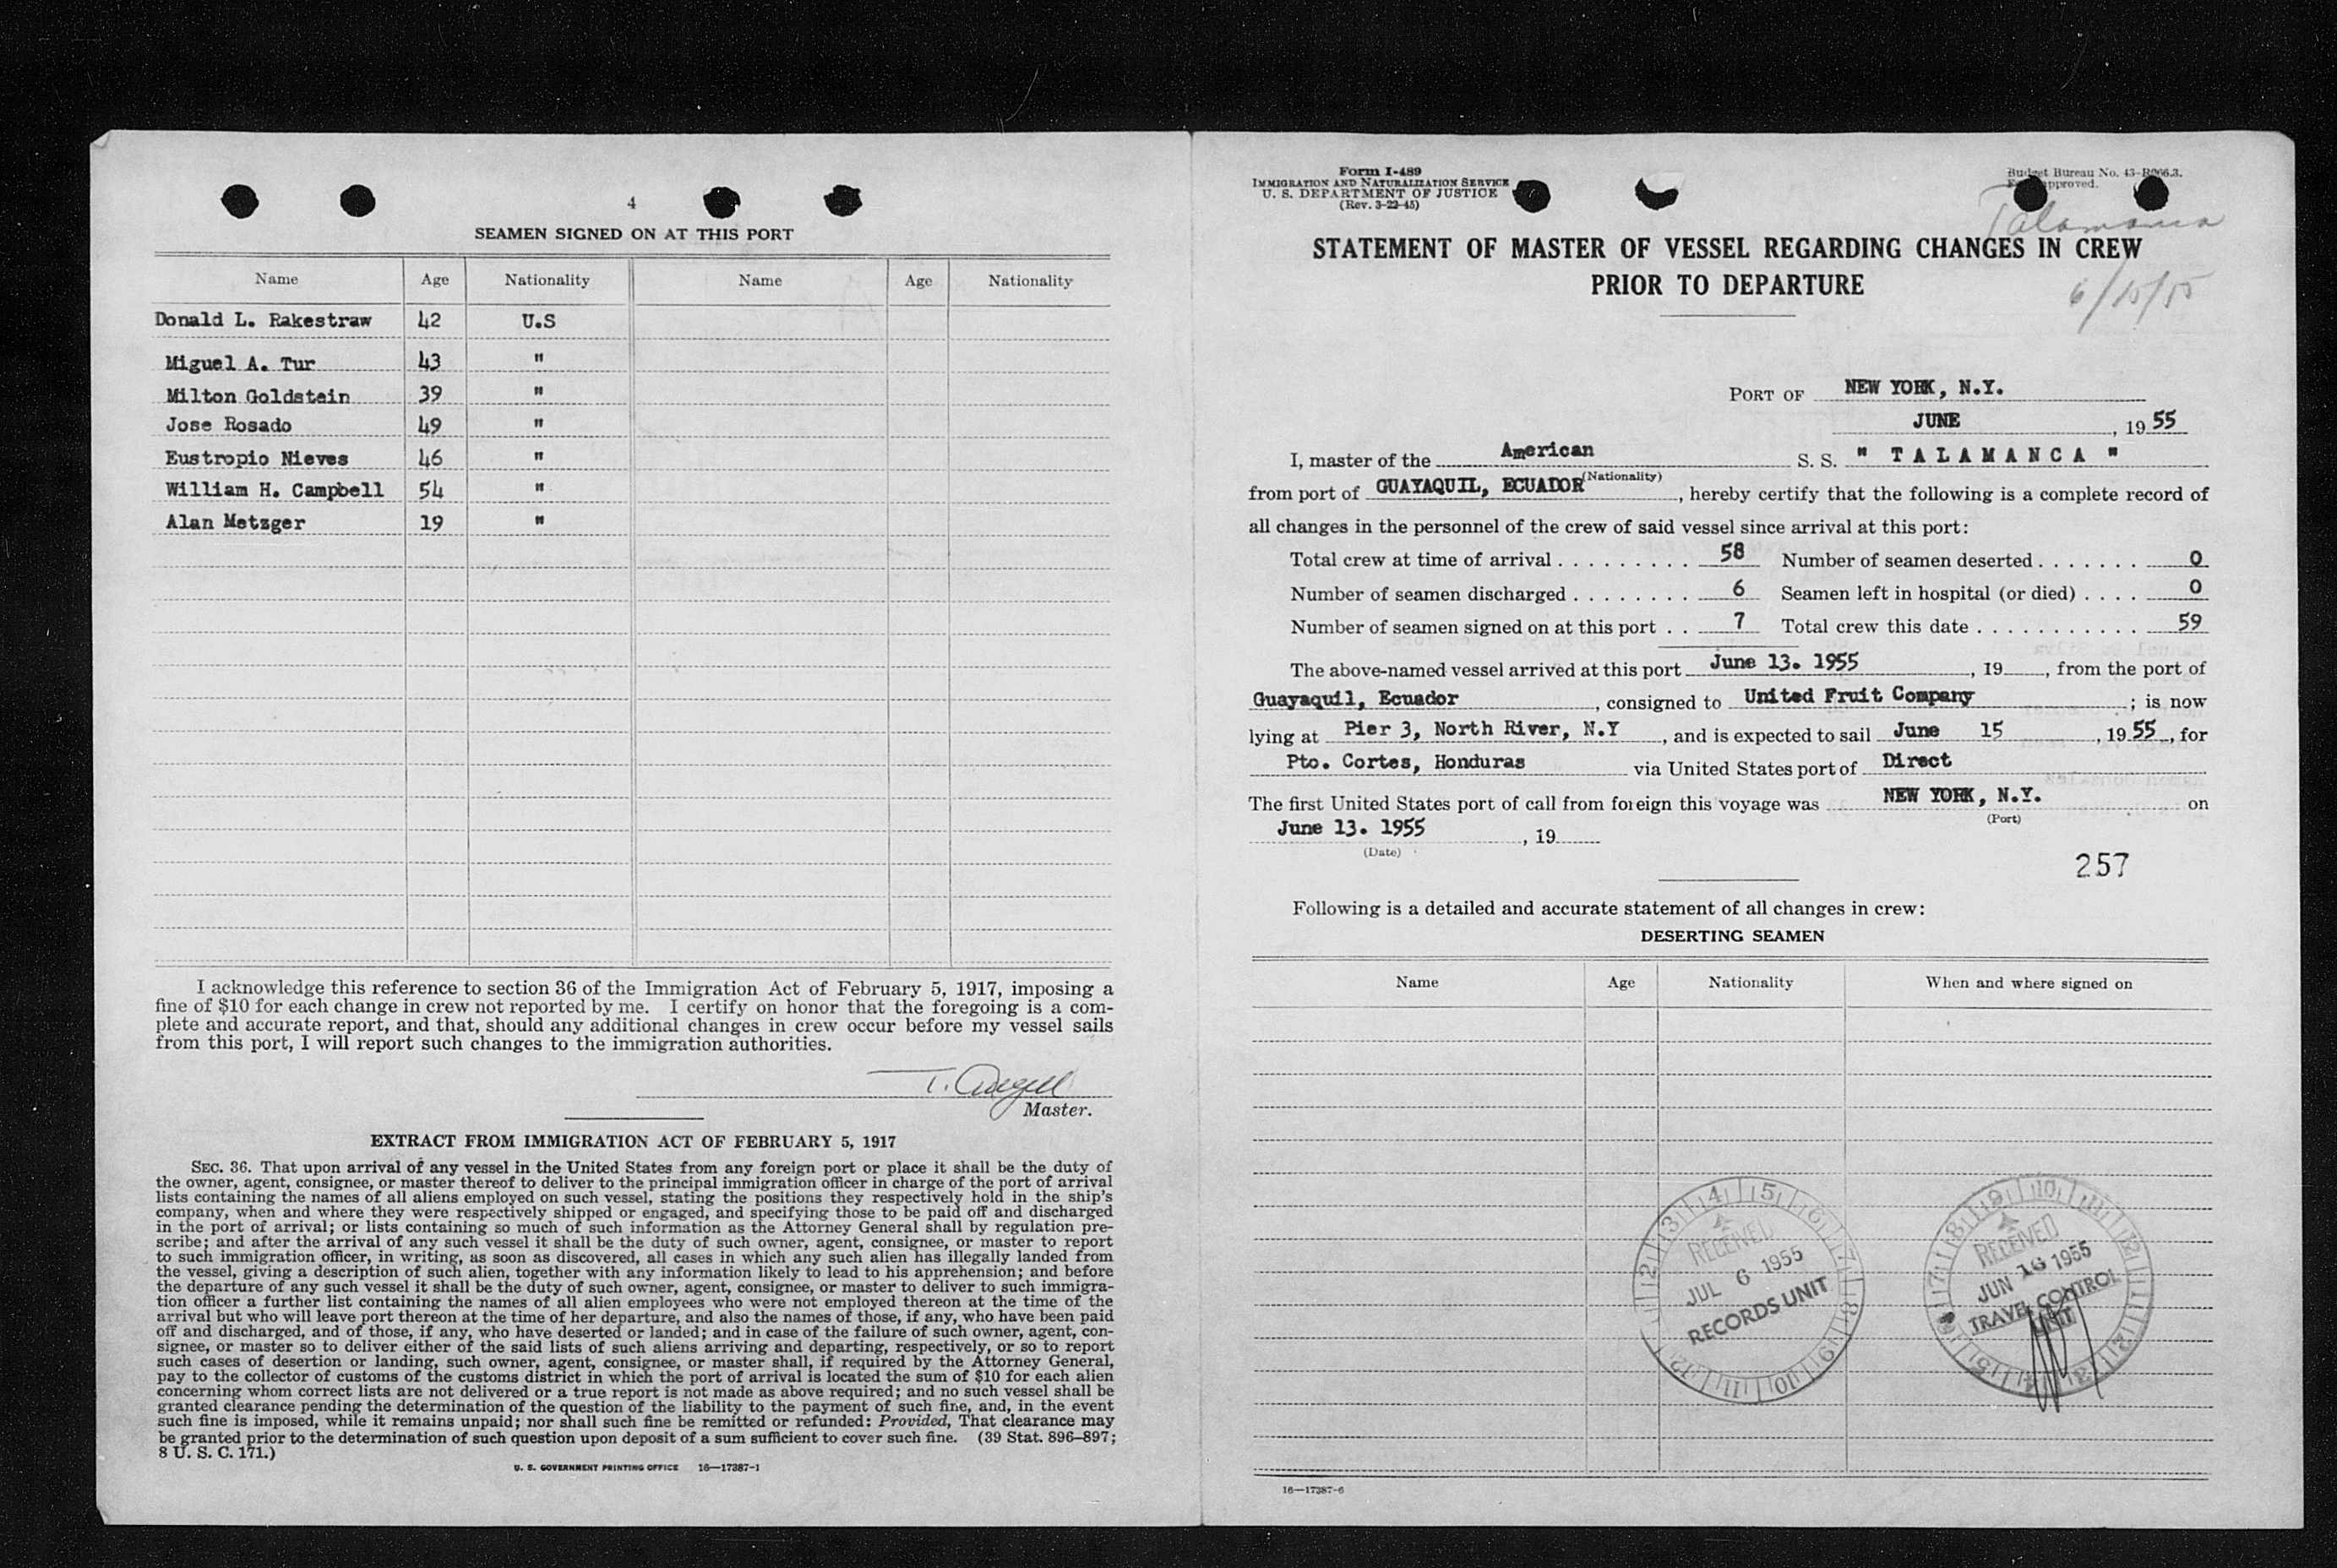 4
SEAMEN SIGNED ON AT THIS PORT
Name Age Nationality Name Age Nationality
Donald L. Rakestraw 42 U.S
Miguel A. Tur 43 "
Milton Goldstein 39 "
Jose Rosado 49 "
Eustropio Nieves 46 "
William H. Campbell 54 "
Alan Metzger 19 "
I acknowledge this reference to section 36 of the Immigration Act of February 5, 1917, imposing a
fine of $10 for each change in crew not reported by me. I certify on honor that the foregoing is a com-
plete and accurate report, and that, should any additional changes in crew occur before my vessel sails
from this port, I will report such changes to the immigration authorities.
T.
Master.
EXTRACT FROM IMMIGRATION ACT OF FEBRUARY 5, 1917
SEC. 36. That upon arrival of any vessel in the United States from any foreign port or place it shall be the duty of
the owner, agent, consignee, or master thereof to deliver to the principal immigration officer in charge of the port of arrival
lists containing the names of all aliens employed on such vessel, stating the positions they respectively hold in the ship's
company, when and where they were respectively shipped or engaged, and specifying those to be paid off and discharged
in the port of arrival; or lists containing so much of such information as the Attorney General shall by regulation pre-
scribe; and after the arrival of any such vessel it shall be the duty of such owner, agent, consignee, or master to report
to such immigration officer, in writing, as soon as discovered, all cases in which any such alien has illegally landed from
the vessel, giving a description of such alien, together with any information likely to lead to his apprehension; and before
the departure of any such vessel it shall be the duty of such owner, agent, consignee, or master to deliver to such immigra-
tion officer a further list containing the names of all alien employees who were not employed thereon at the time of the
arrival but who will leave port thereon at the time of her departure, and also the names of those, if any, who have been paid
off and discharged, and of those, if any, who have deserted or landed; and in case of the failure of such owner, agent, con-
signee, or master so to deliver either of the said lists of such aliens arriving and departing, respectively, or so to report
such cases of desertion or landing, such owner, agent, consignee, or master shall, if required by the Attorney General,
pay to the collector of customs of the customs district in which the port of arrival is located the sum of $10 for each alien
concerning whom correct lists are not delivered or a true report is not made as above required; and no such vessel shall be
granted clearance pending the determination of the question of the liability to the payment of such fine, and, in the event
such fine is imposed, while it remains unpaid; nor shall such fine be remitted or refunded: Provided, That clearance may
be granted prior to the determination of such question upon deposit of a sum sufficient to cover such fine. (39 Stat. 896–897;
8 U. S. C. 171.)
U. S. GOVERNMENT PRINTING OFFICE 16—17387-1
Form I-489
IMMIGRATION AND NATURALIZATION SERVICE
U. S. DEPARTMENT OF JUSTICE
(Rev. 3-22-45)
Budget Bureau No. 43-R066.3.
approved.
Talamanca
STATEMENT OF MASTER OF VESSEL REGARDING CHANGES IN CREW
PRIOR TO DEPARTURE
6/15/55
PORT OF NEW YORK, N.Y.
JUNE , 19 55
I, master of the American S. S. " T A L A M A N C A "
(Nationality)
from port of GUAYAQUIL, ECUADOR , hereby certify that the following is a complete record of
all changes in the personnel of the crew of said vessel since arrival at this port:
Total crew at time of arrival . . . . . . . . . 58 Number of seamen deserted . . . . . . . 0
Number of seamen discharged . . . . . . . . 6 Seamen left in hospital (or died) . . . . 0
Number of seamen signed on at this port . . 7 Total crew this date . . . . . . . . . . . . 59
The above-named vessel arrived at this port June 13. 1955 , 19 , from the port of
Guayaquil, Ecuador , consigned to United Fruit Company ; is now
lying at Pier 3, North River, N.Y , and is expected to sail June 15 , 19 55 , for
Pto. Cortes, Honduras via United States port of Direct
The first United States port of call from foreign this voyage was NEW YORK, N.Y. on
(Port)
June 13. 1955 , 19
(Date)
257
Following is a detailed and accurate statement of all changes in crew:
DESERTING SEAMEN
Name Age Nationality When and where signed on
RECEIVED
JUL 6 1955
RECORDS UNIT
RECEIVED
JUN 16 1955
TRAVEL CONTROL
UNIT
16—17387-6